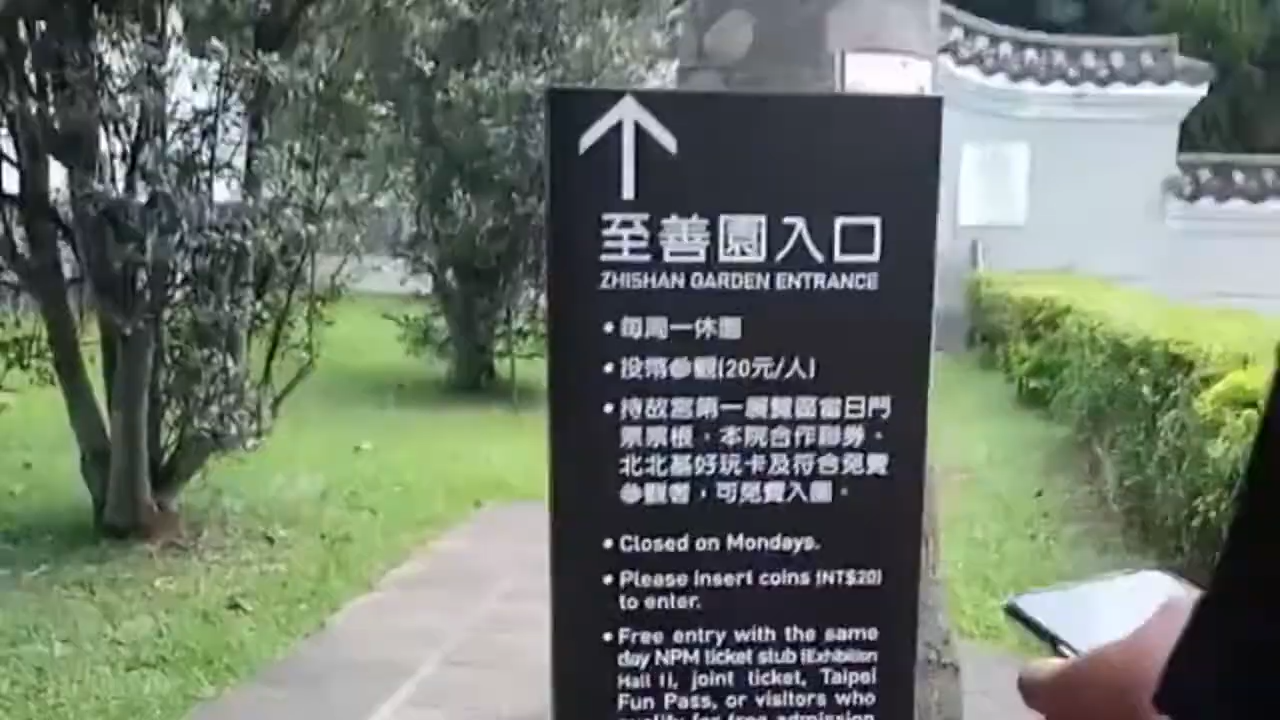 至善園入口
ZHISHAN GARDEN ENTRANCE
• 每周一休園
• 投幣參觀(20元/人)
• 持故宮第一展覽區當日門
票票根,本院合作聯券,
北北基好玩卡及符合免費
參觀者,可免費入園。
• Closed on Mondays.
• Please insert coins (NT$20)
to enter.
• Free entry with the same
day NPM ticket stub (Exhibition
Hall I), joint ticket, Taipei
Fun Pass, or visitors who
qualify for free admission